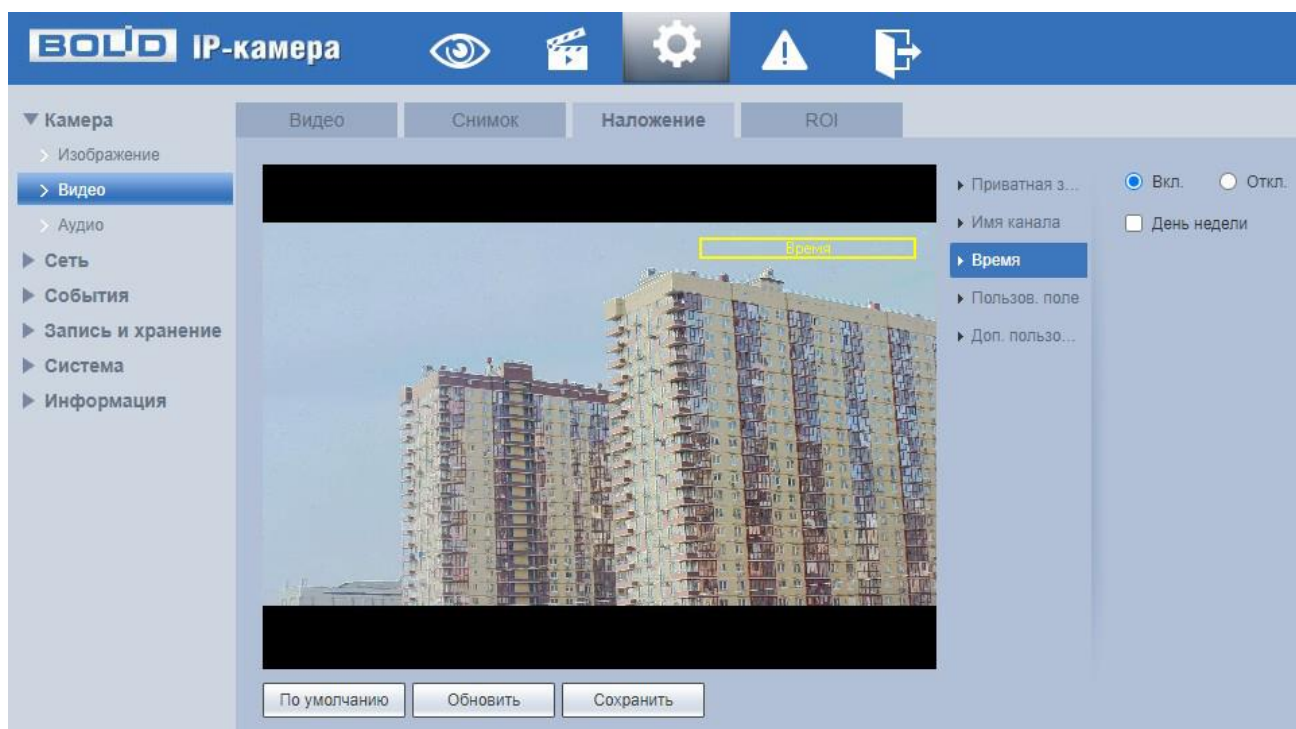 BOLID IP-камера
Камера
Изображение
Видео
Аудио
Сеть
События
Запись и хранение
Система
Информация
Видео Снимок Наложение ROI
Время
Приватная з...
Имя канала
Время
Пользов. поле
Доп. пользо...
Вкл. Откл.
День недели
По умолчанию Обновить Сохранить